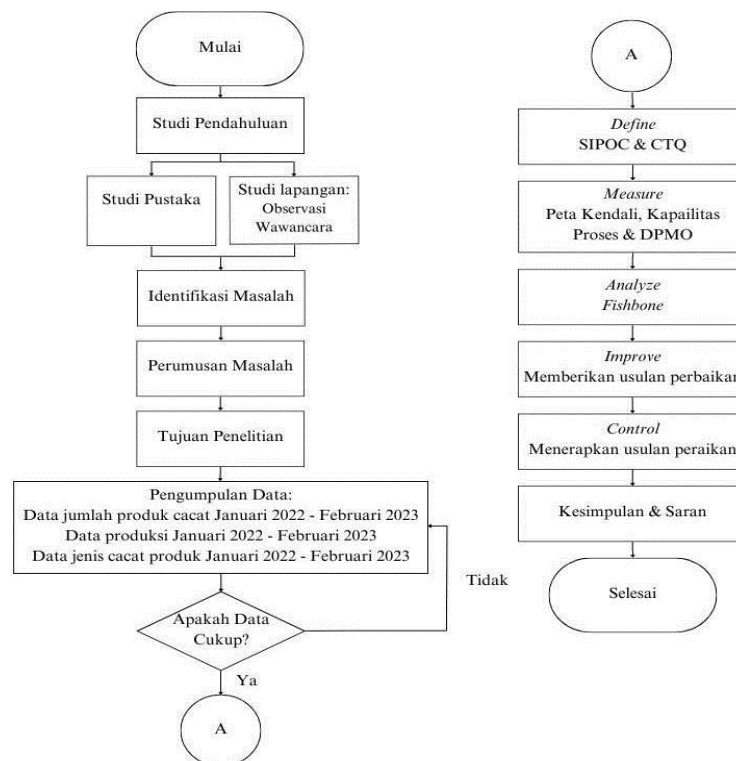 Mulai
Studi Pendahuluan
Studi Pustaka
Studi lapangan:
Observasi
Wawancara
Identifikasi Masalah
Perumusan Masalah
Tujuan Penelitian
Pengumpulan Data:
Data jumlah produk cacat Januari 2022 - Februari 2023
Data produksi Januari 2022 - Februari 2023
Data jenis cacat produk Januari 2022 - Februari 2023
Apakah Data
Cukup?
Tidak
Ya
A
A
Define
SIPOC & CTQ
Measure
Peta Kendali, Kapailitas
Proses & DPMO
Analyze
Fishbone
Improve
Memberikan usulan perbaikan
Control
Menerapkan usulan peraikan
Kesimpulan & Saran
Selesai